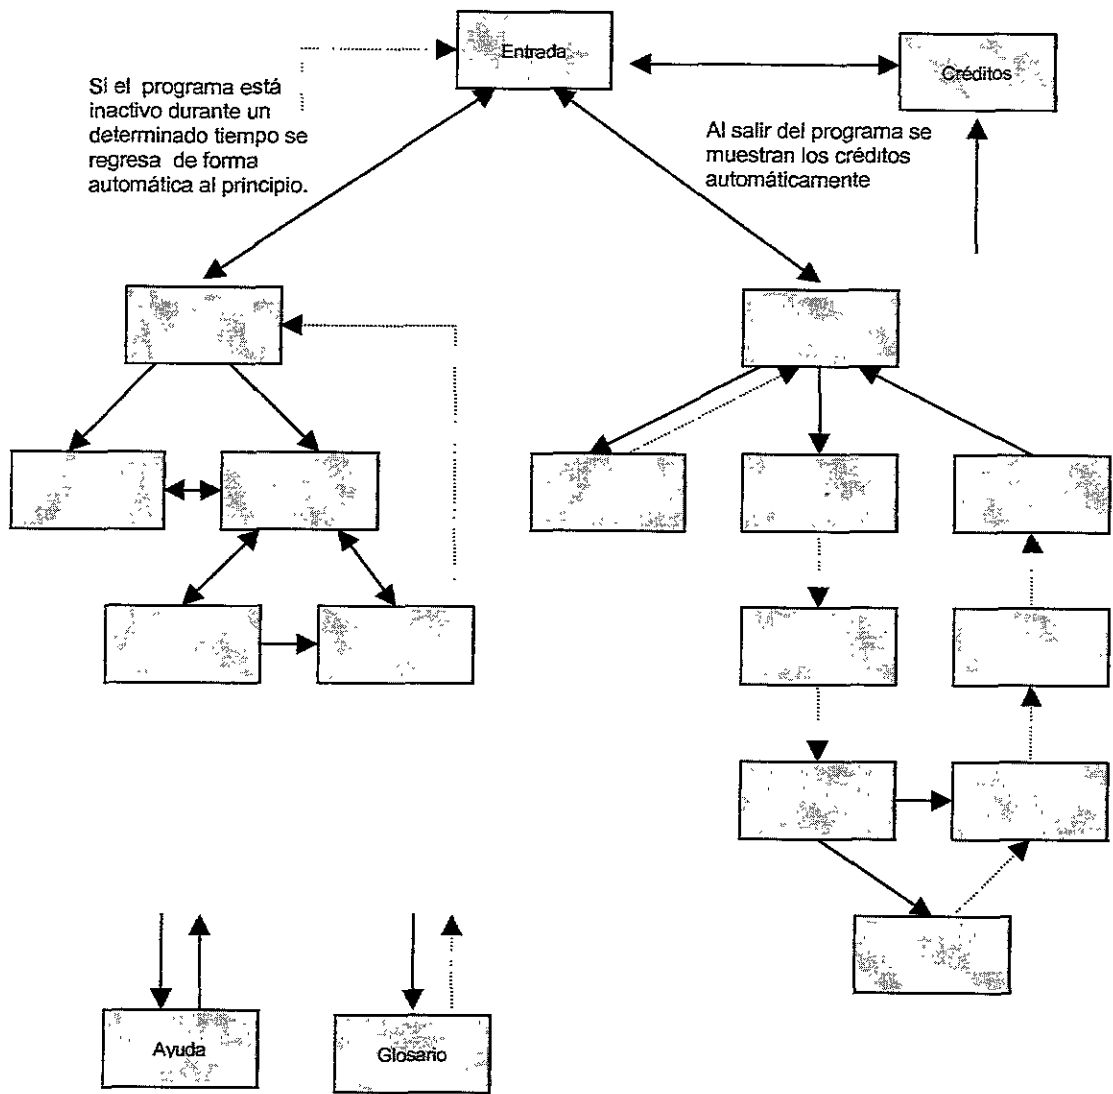 Entrada
Créditos
Si el programa está
inactivo durante un
determinado tiempo se
regresa de forma
automática al principio.
Al salir del programa se
muestran los créditos
automáticamente
Ayuda
Glosario